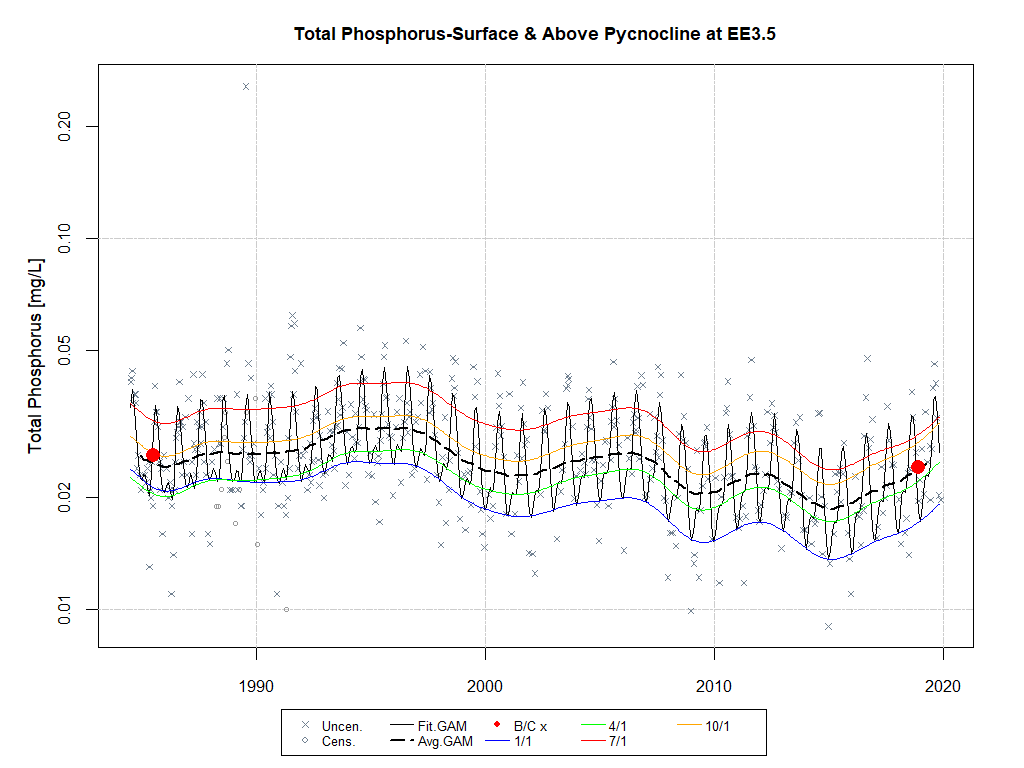 Total Phosphorus-Surface & Above Pycnocline at EE3.5
Total Phosphorus [mg/L]
0.20
0.10
0.05
0.02
0.01
1990 2000 2010 2020
Uncen. Fit.GAM B/C x 4/1 10/1
Cens. Avg.GAM 1/1 7/1